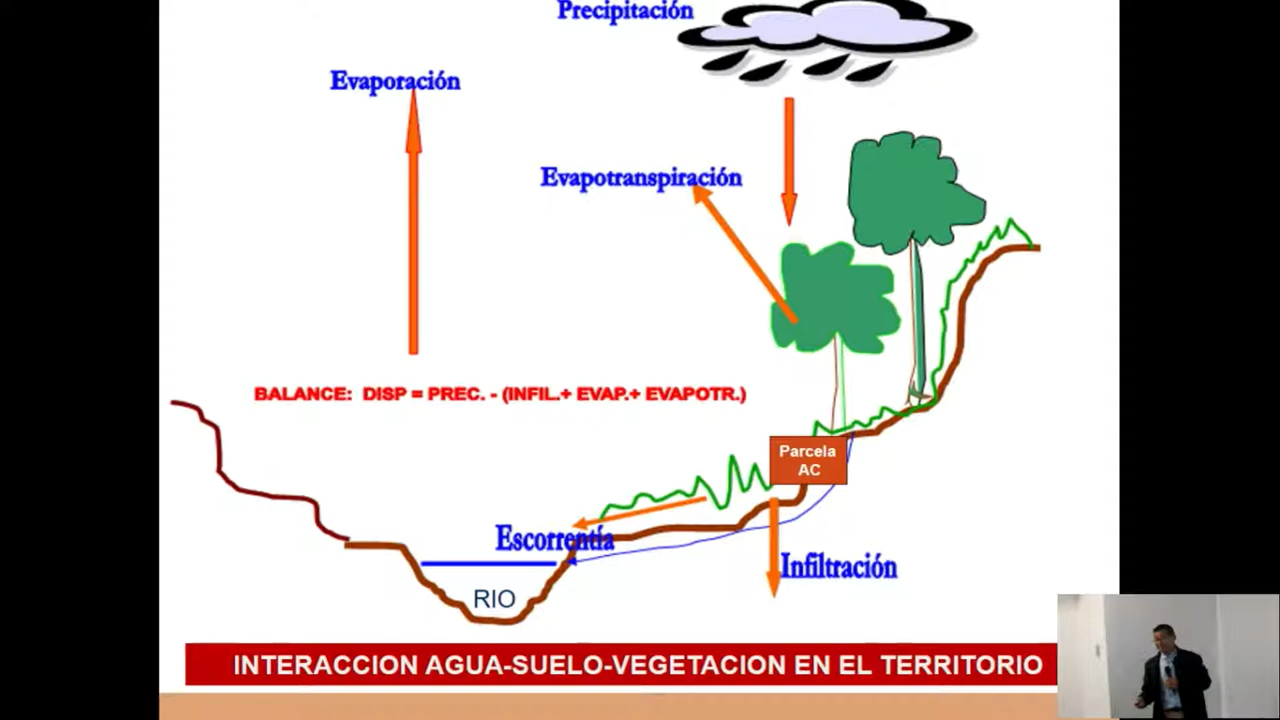 Precipitación
Evaporación
Evapotranspiración
BALANCE: DISP = PREC. - (INFIL.+ EVAP.+ EVAPOTR.)
Parcela
AC
Escorrentía
Infiltración
RIO
INTERACCION AGUA-SUELO-VEGETACION EN EL TERRITORIO